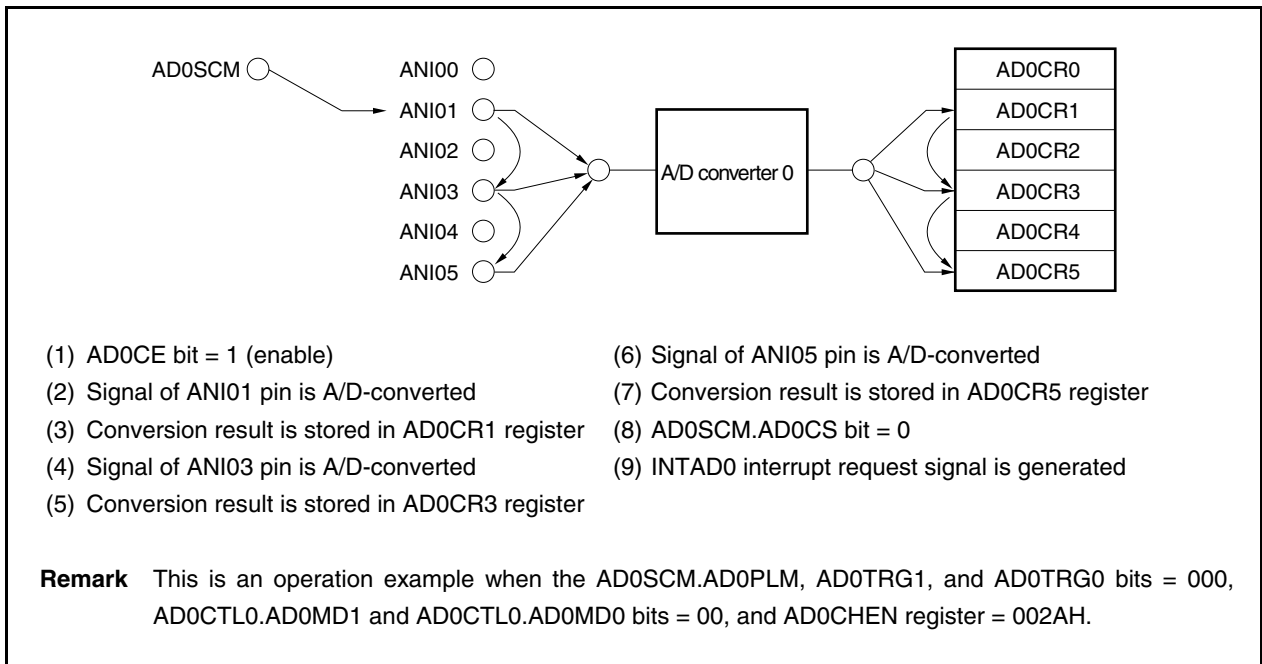 AD0SCM
ANI00
ANI01
ANI02
ANI03
ANI04
ANI05
A/D converter 0
AD0CR0
AD0CR1
AD0CR2
AD0CR3
AD0CR4
AD0CR5
(1) AD0CE bit = 1 (enable)
(2) Signal of ANI01 pin is A/D-converted
(3) Conversion result is stored in AD0CR1 register
(4) Signal of ANI03 pin is A/D-converted
(5) Conversion result is stored in AD0CR3 register
(6) Signal of ANI05 pin is A/D-converted
(7) Conversion result is stored in AD0CR5 register
(8) AD0SCM.AD0CS bit = 0
(9) INTAD0 interrupt request signal is generated
Remark This is an operation example when the AD0SCM.AD0PLM, AD0TRG1, and AD0TRG0 bits = 000,
AD0CTL0.AD0MD1 and AD0CTL0.AD0MD0 bits = 00, and AD0CHEN register = 002AH.